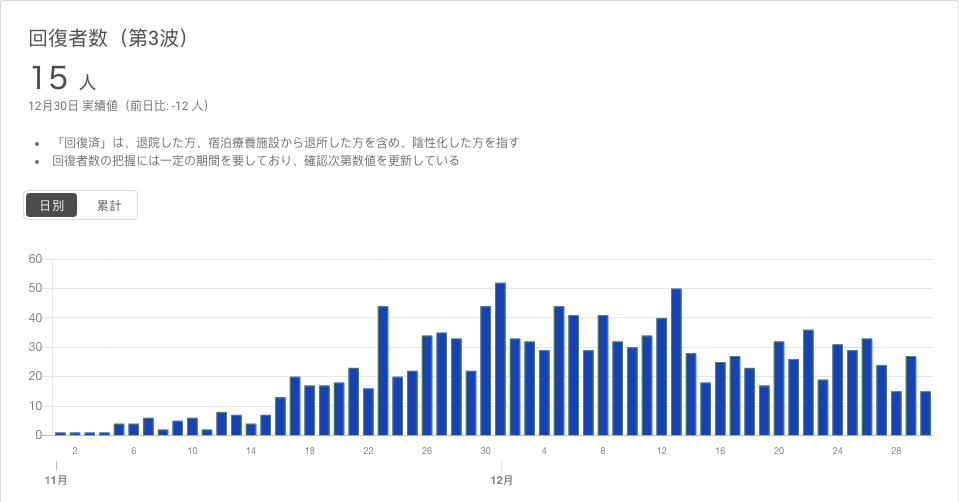 回復者数（第3波）
15 人
12月30日 実績値（前日比: -12 人）
• 「回復済」は、退院した方、宿泊療養施設から退所した方を含め、陰性化した方を指す
• 回復者数の把握には一定の期間を要しており、確認次第数値を更新している
日別 累計
60
50
40
30
20
10
0
2 6 10 14 18 22 26 30 4 8 12 16 20 24 28
11月 12月